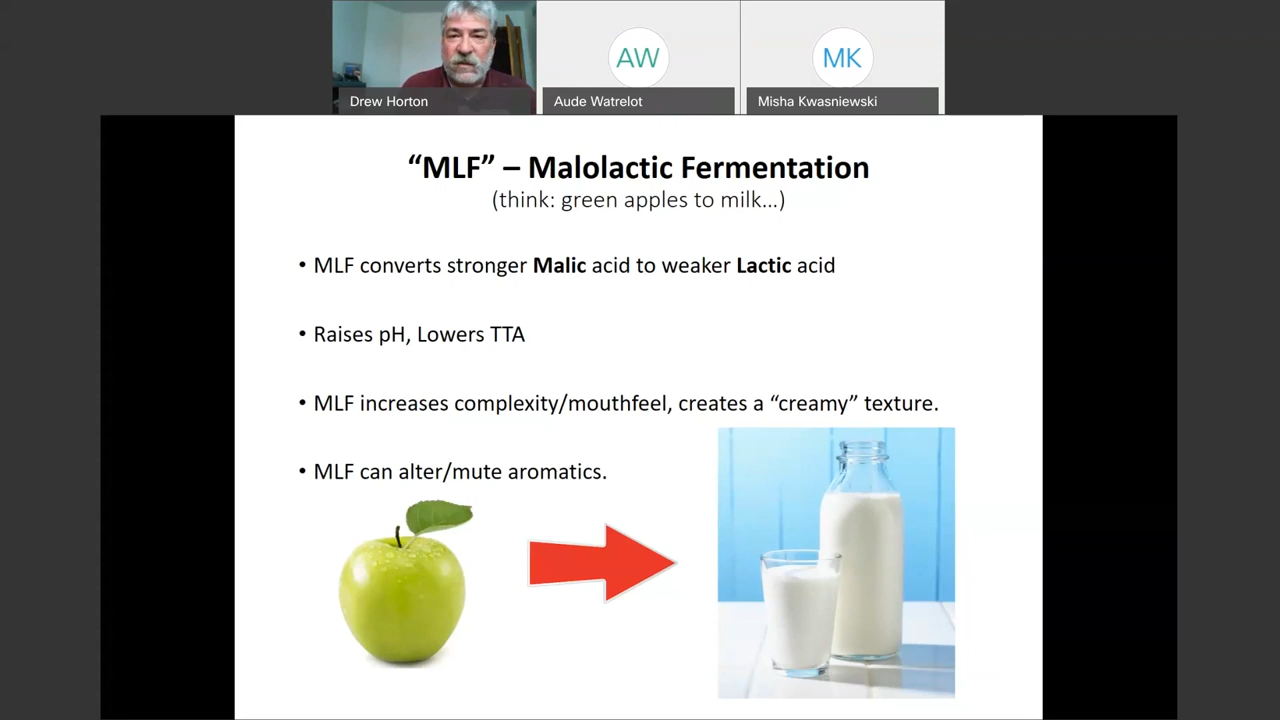 AW
MK
Drew Horton
Aude Watrelot
Misha Kwasniewski
“MLF” – Malolactic Fermentation
(think: green apples to milk…)
• MLF converts stronger Malic acid to weaker Lactic acid
• Raises pH, Lowers TTA
• MLF increases complexity/mouthfeel, creates a “creamy” texture.
• MLF can alter/mute aromatics.